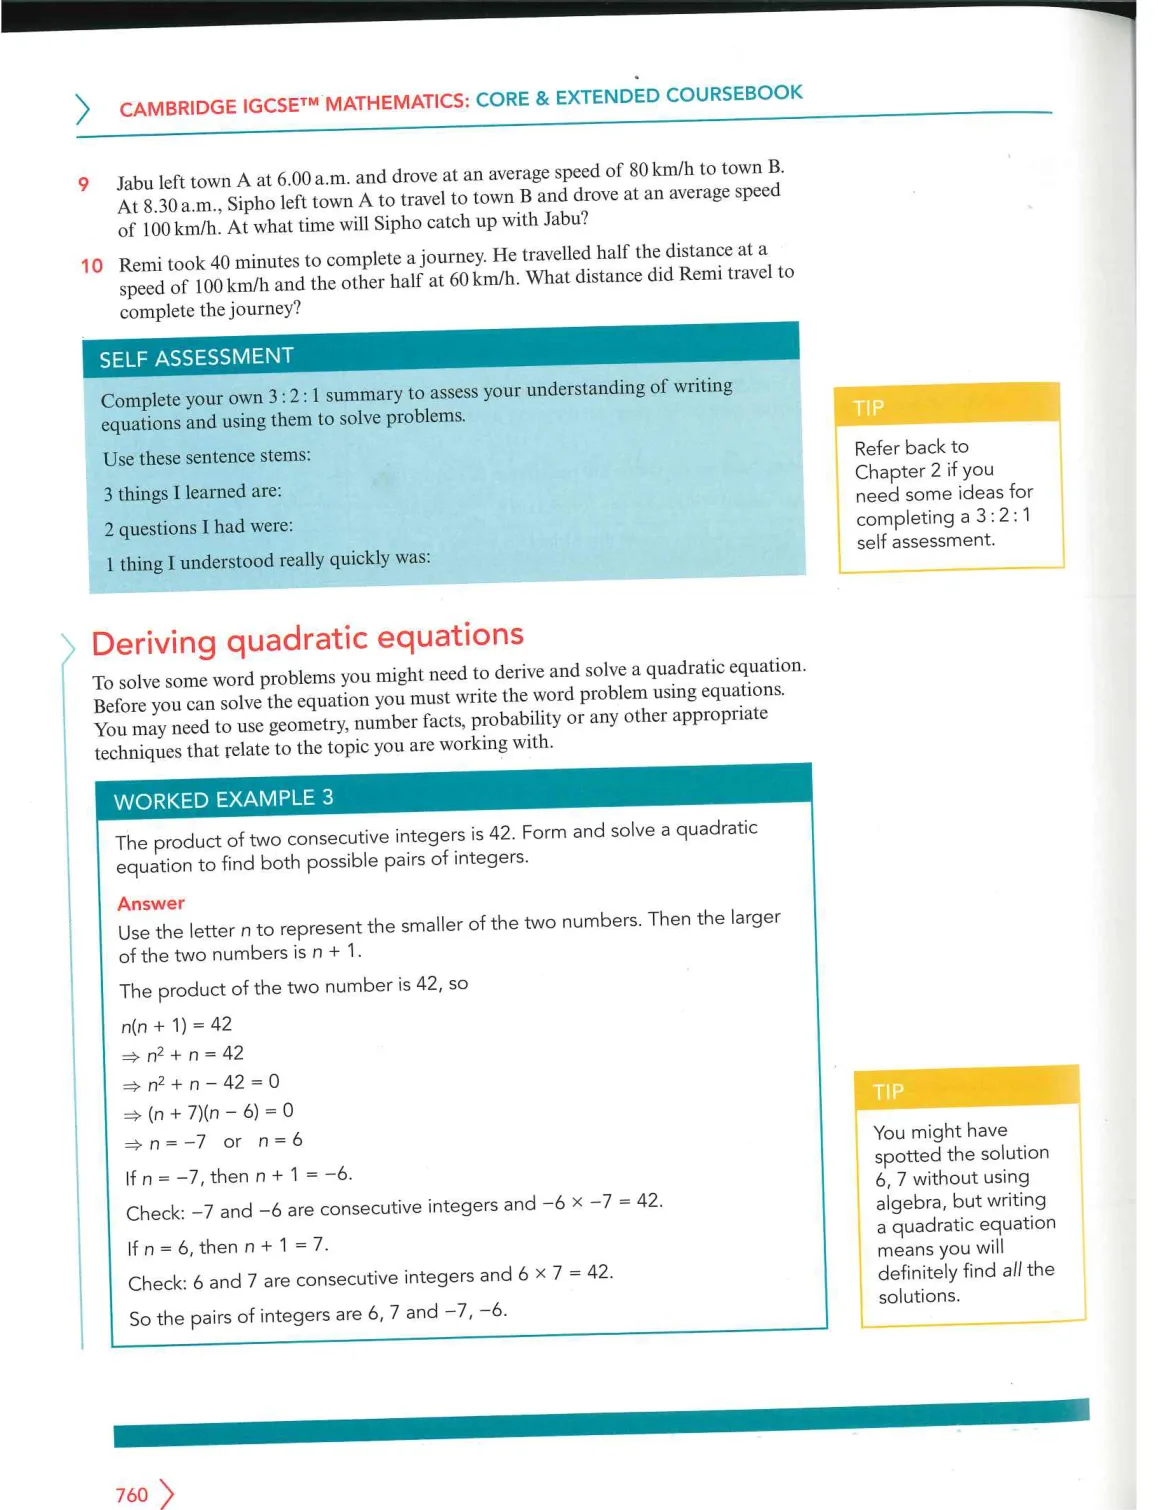 CAMBRIDGE IGCSE™ MATHEMATICS: CORE & EXTENDED COURSEBOOK
9 Jabu left town A at 6.00 a.m. and drove at an average speed of 80 km/h to town B.
At 8.30 a.m., Sipho left town A to travel to town B and drove at an average speed
of 100 km/h. At what time will Sipho catch up with Jabu?
10 Remi took 40 minutes to complete a journey. He travelled half the distance at a
speed of 100 km/h and the other half at 60 km/h. What distance did Remi travel to
complete the journey?
SELF ASSESSMENT
Complete your own 3 : 2 : 1 summary to assess your understanding of writing
equations and using them to solve problems.
Use these sentence stems:
3 things I learned are:
2 questions I had were:
1 thing I understood really quickly was:
TIP
Refer back to
Chapter 2 if you
need some ideas for
completing a 3 : 2 : 1
self assessment.
Deriving quadratic equations
To solve some word problems you might need to derive and solve a quadratic equation.
Before you can solve the equation you must write the word problem using equations.
You may need to use geometry, number facts, probability or any other appropriate
techniques that relate to the topic you are working with.
WORKED EXAMPLE 3
The product of two consecutive integers is 42. Form and solve a quadratic
equation to find both possible pairs of integers.
Answer
Use the letter n to represent the smaller of the two numbers. Then the larger
of the two numbers is n + 1.
The product of the two number is 42, so
n(n + 1) = 42
⇒ n² + n = 42
⇒ n² + n − 42 = 0
⇒ (n + 7)(n − 6) = 0
⇒ n = −7 or n = 6
If n = −7, then n + 1 = −6.
Check: −7 and −6 are consecutive integers and −6 × −7 = 42.
If n = 6, then n + 1 = 7.
Check: 6 and 7 are consecutive integers and 6 × 7 = 42.
So the pairs of integers are 6, 7 and −7, −6.
TIP
You might have
spotted the solution
6, 7 without using
algebra, but writing
a quadratic equation
means you will
definitely find all the
solutions.
760